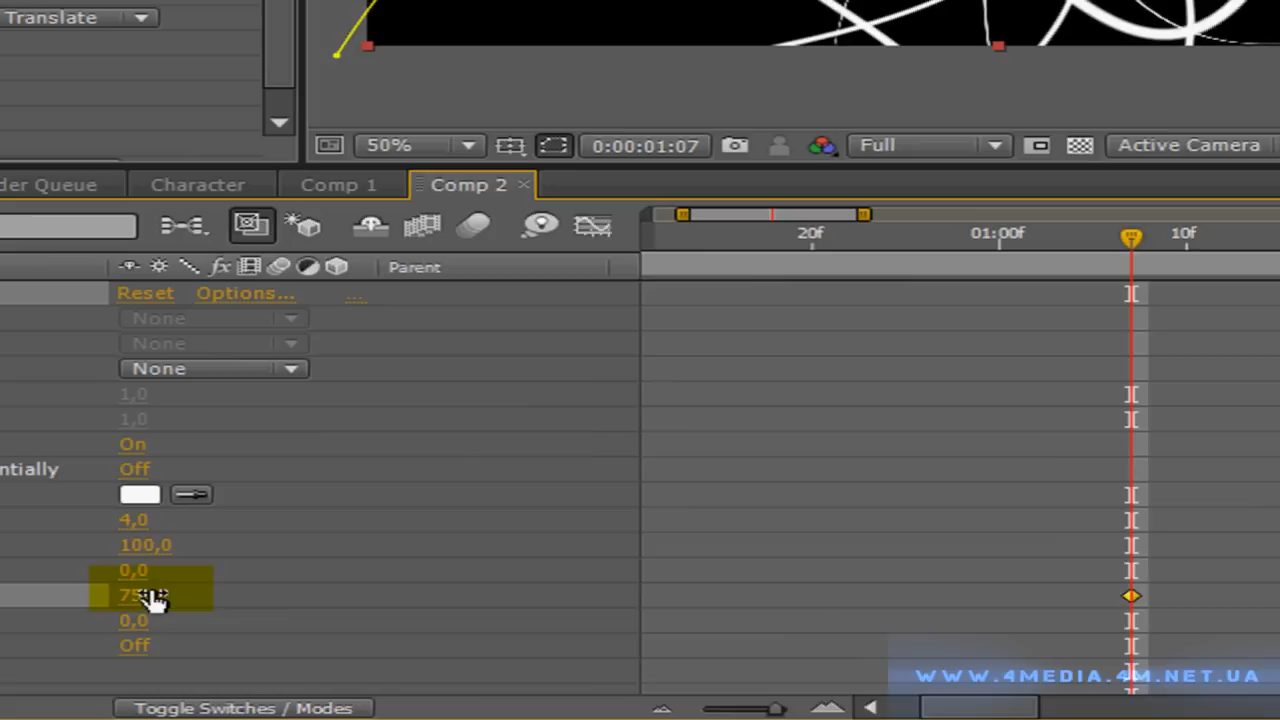 Translate
50%
0:00:01:07
Full
Active Camera
der Queue
Character
Comp 1
Comp 2 ×
20f
01:00f
10f
fx
Parent
Reset
Options...
....
None
None
None
1,0
1,0
On
ntially
Off
4,0
100,0
0,0
0,0
Off
WWW.4MEDIA.4M.NET.UA
Toggle Switches / Modes